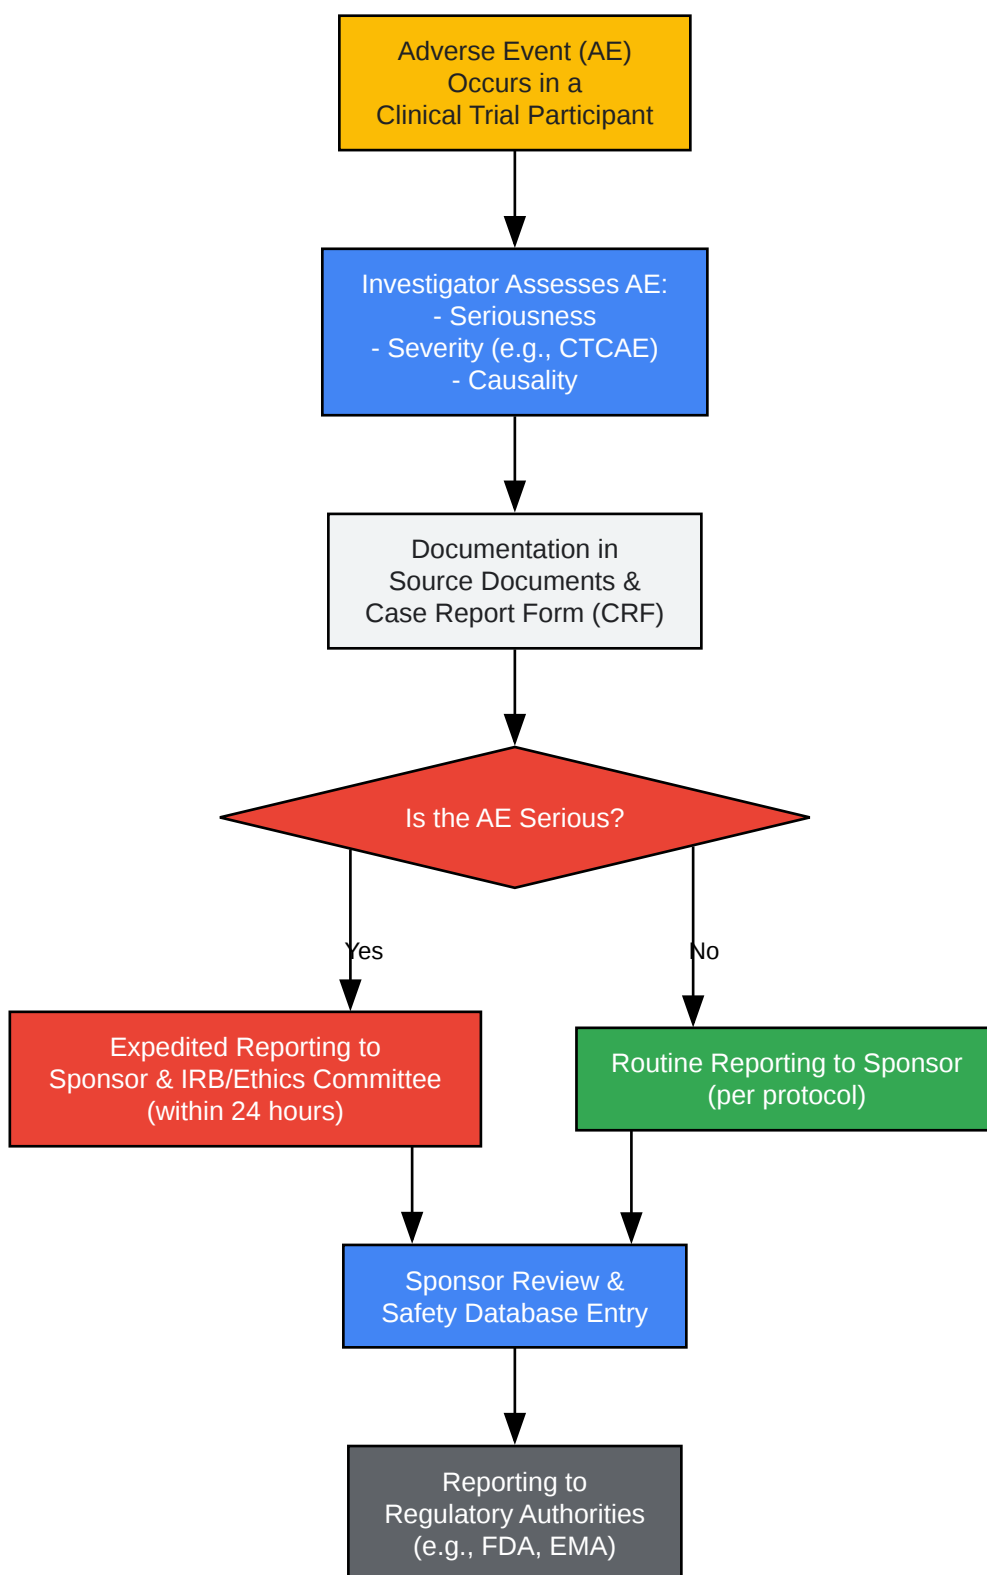 Adverse Event (AE)
Occurs in a
Clinical Trial Participant
Investigator Assesses AE:
- Seriousness
- Severity (e.g., CTCAE)
- Causality
Documentation in
Source Documents &
Case Report Form (CRF)
Is the AE Serious?
Yes
No
Expedited Reporting to
Sponsor & IRB/Ethics Committee
(within 24 hours)
Routine Reporting to Sponsor
(per protocol)
Sponsor Review &
Safety Database Entry
Reporting to
Regulatory Authorities
(e.g., FDA, EMA)